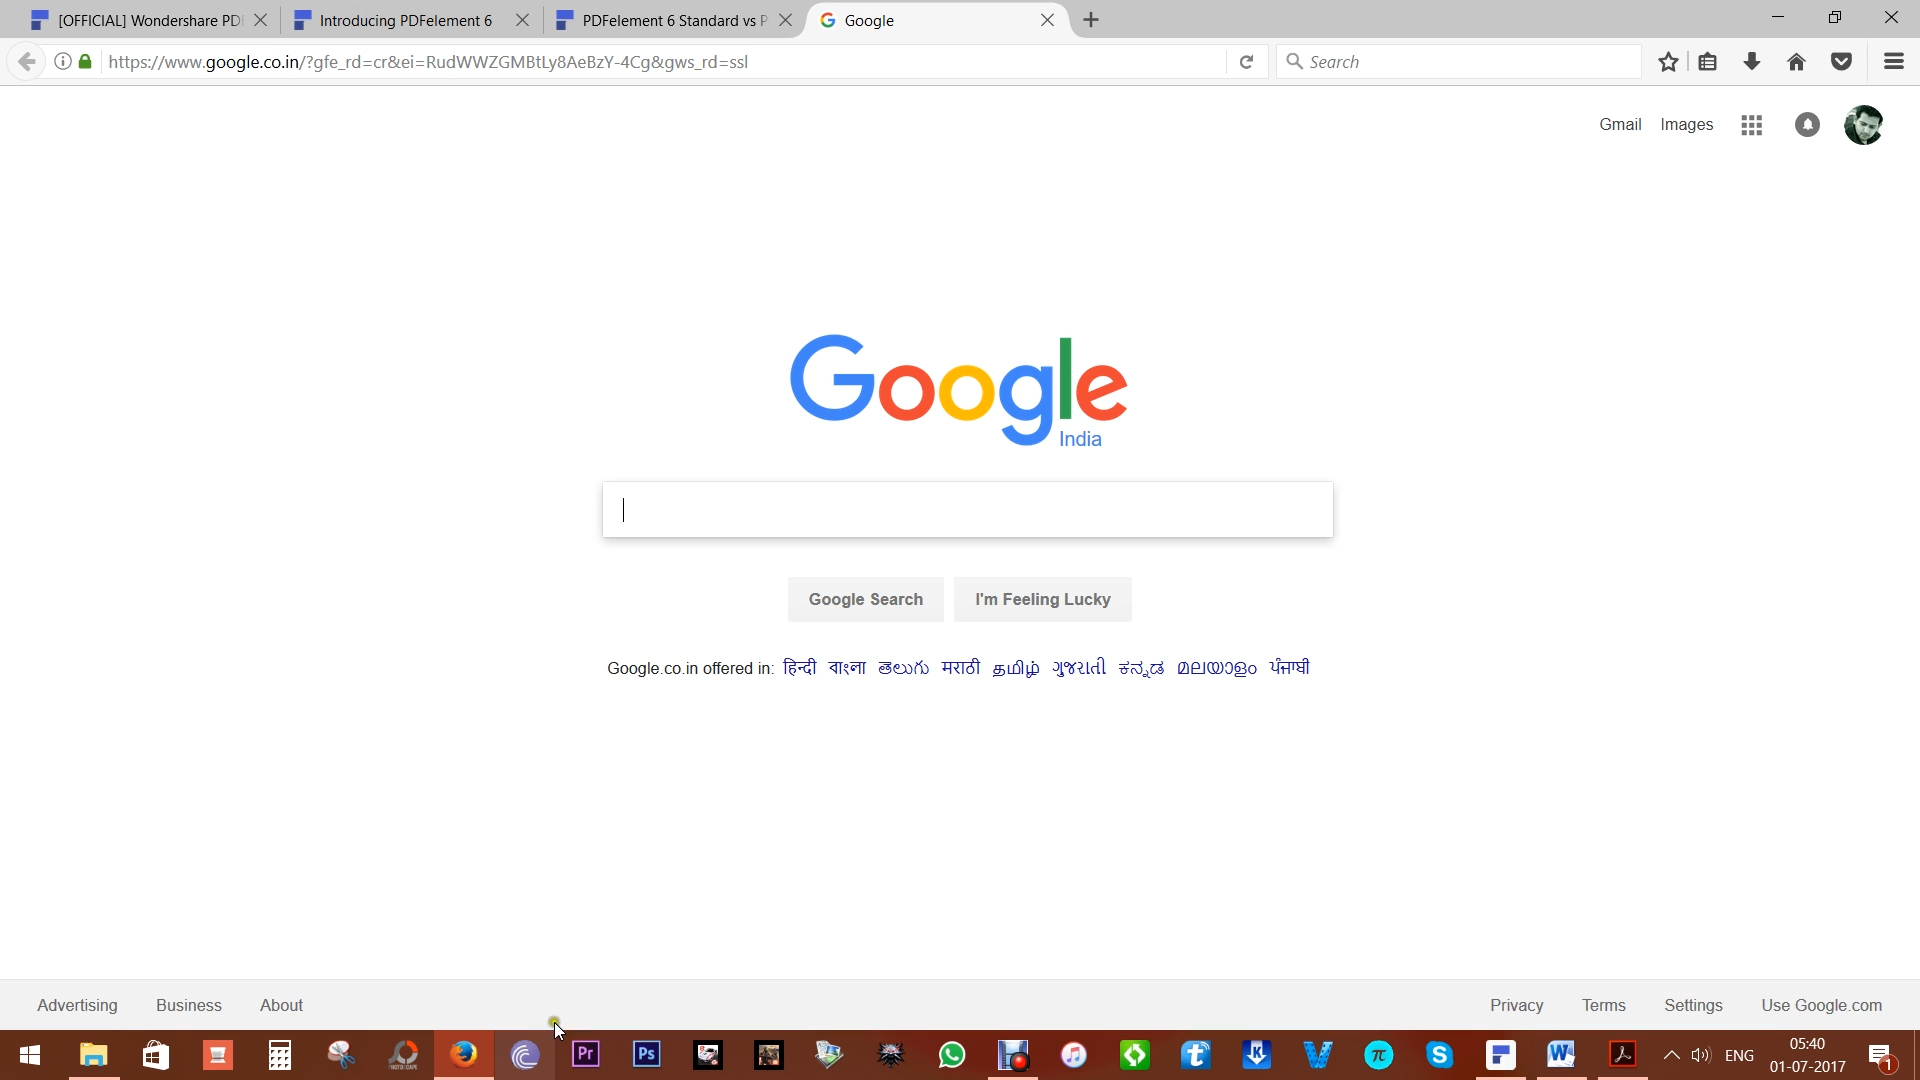 [OFFICIAL] Wondershare PD
Introducing PDFelement 6
PDFelement 6 Standard vs P
Google
https://www.google.co.in/?gfe_rd=cr&ei=RudWWZGMBtLy8AeBzY-4Cg&gws_rd=ssl
Search
Gmail Images
Google
India
Google Search
I'm Feeling Lucky
Google.co.in offered in: हिन्दी বাংলা తెలుగు मराठी தமிழ் ગુજરાતી ಕನ್ನಡ മലയാളം ਪੰਜਾਬੀ
Advertising Business About
Privacy Terms Settings Use Google.com
Pr
Ps
ENG
05:40
01-07-2017
1